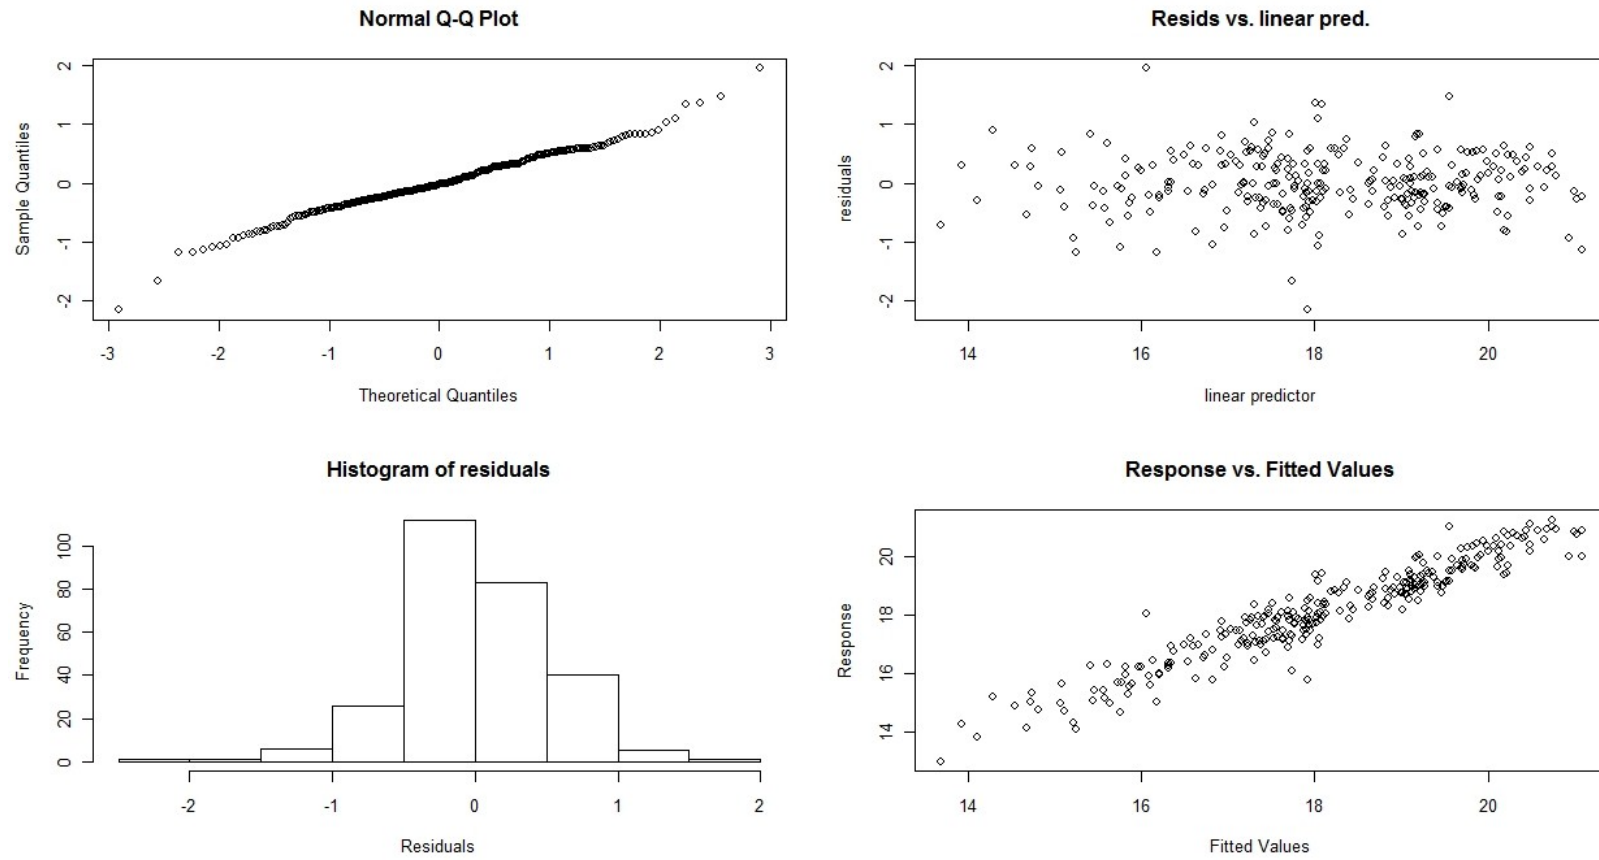 Normal Q-Q Plot
Sample Quantiles
2
1
0
-1
-2
-3 -2 -1 0 1 2 3
Theoretical Quantiles
Resids vs. linear pred.
residuals
2
1
0
-1
-2
14 16 18 20
linear predictor
Histogram of residuals
Frequency
100
80
60
40
20
0
-2 -1 0 1 2
Residuals
Response vs. Fitted Values
Response
20
18
16
14
14 16 18 20
Fitted Values